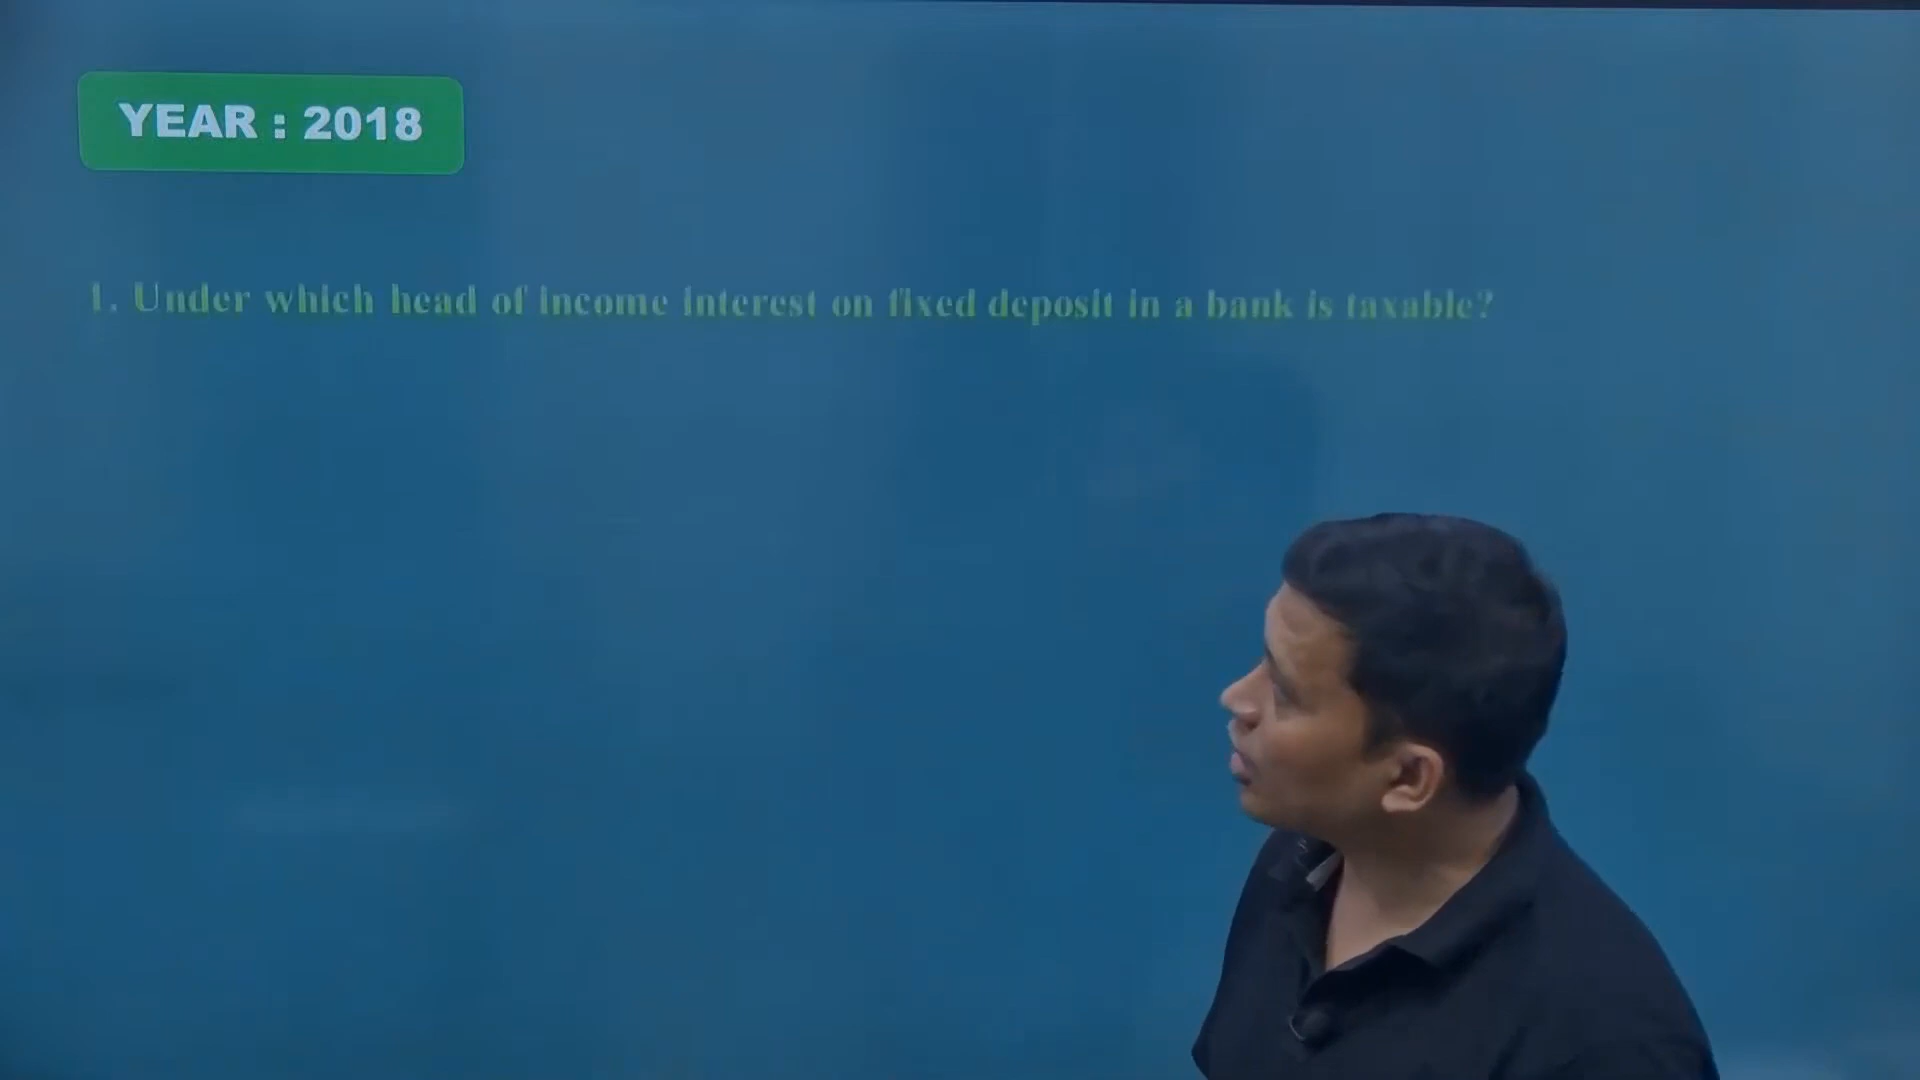 YEAR : 2018
1. Under which head of income interest on fixed deposit in a bank is taxable?